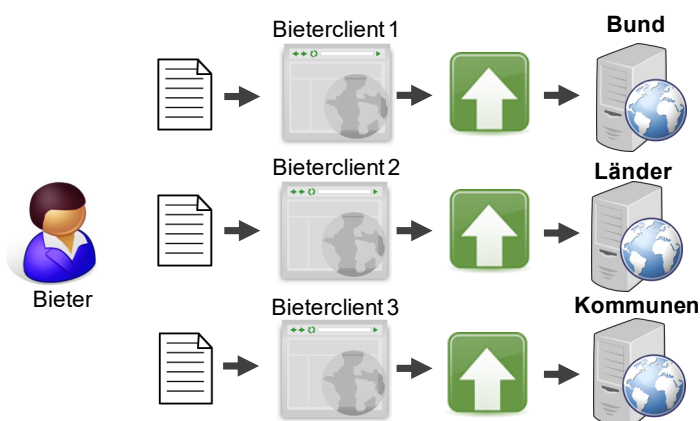 Bieterclient 1
Bund
Bieterclient 2
Länder
Bieter
Bieterclient 3
Kommunen